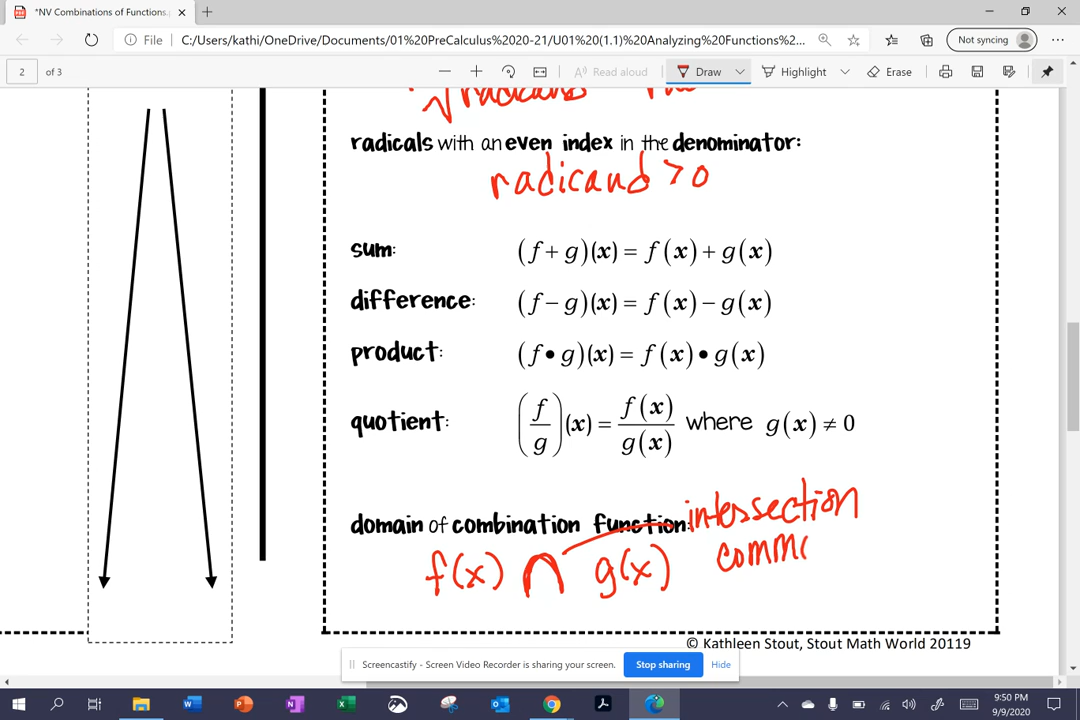 *NV Combinations of Functions.
File C:/Users/kathi/OneDrive/Documents/01%20PreCalculus%2020-21/U01%20(1.1)%20Analyzing%20Functions%2... Not syncing
2 of 3 Read aloud Draw Highlight Erase
radicals with an even index in the denominator:
radicand > 0
sum: (f + g)(x) = f(x) + g(x)
difference: (f − g)(x) = f(x) − g(x)
product: (f • g)(x) = f(x) • g(x)
quotient: (f/g)(x) = f(x)/g(x) where g(x) ≠ 0
domain of combination function: intersection
f(x) ∩ g(x) commo
© Kathleen Stout, Stout Math World 20119
Screencastify - Screen Video Recorder is sharing your screen. Stop sharing Hide
9:50 PM
9/9/2020